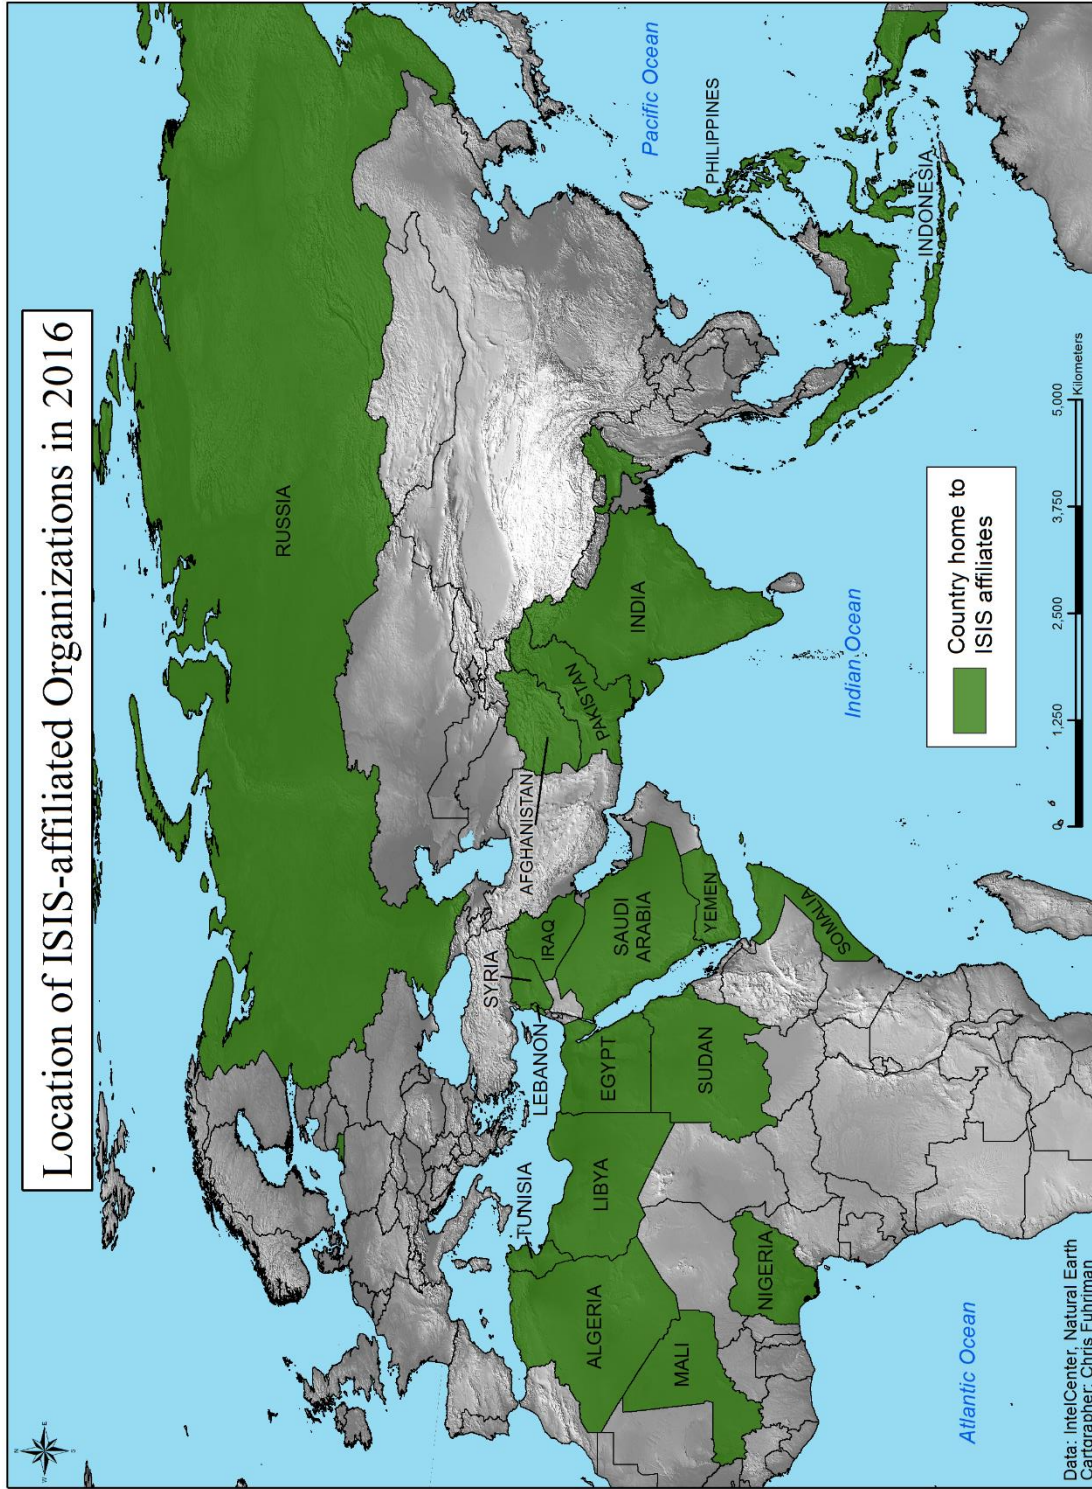 Location of ISIS-affiliated Organizations in 2016
N
W
E
S
RUSSIA
Pacific Ocean
PHILIPPINES
INDONESIA
SYRIA
IRAQ
AFGHANISTAN
PAKISTAN
INDIA
TUNISIA
LEBANON
ALGERIA
LIBYA
EGYPT
SAUDI
ARABIA
YEMEN
MALI
NIGERIA
SUDAN
SOMALIA
Indian Ocean
Atlantic Ocean
Country home to
ISIS affiliates
0 1,250 2,500 3,750 5,000
Kilometers
Data: IntelCenter, Natural Earth
Cartographer: Chris Fuhriman